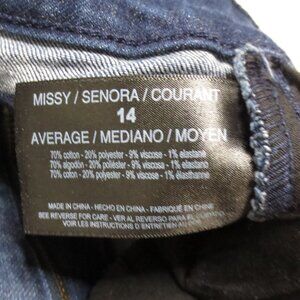 MISSY / SENORA / COURANT
14
AVERAGE / MEDIANO / MOYEN
70% cotton - 20% polyester - 9% viscose - 1% elastane
70% algodón - 20% poliéster - 9% viscosa - 1% elastano
70% coton - 20% polyester - 9% viscose - 1% élasthanne
MADE IN CHINA - HECHO EN CHINA - FABRIQUÉ EN CHINE
SEE REVERSE FOR CARE - VER AL REVERSO PARA EL CUIDADO
VOIR LES INSTRUCTIONS D'ENTRETIEN AU